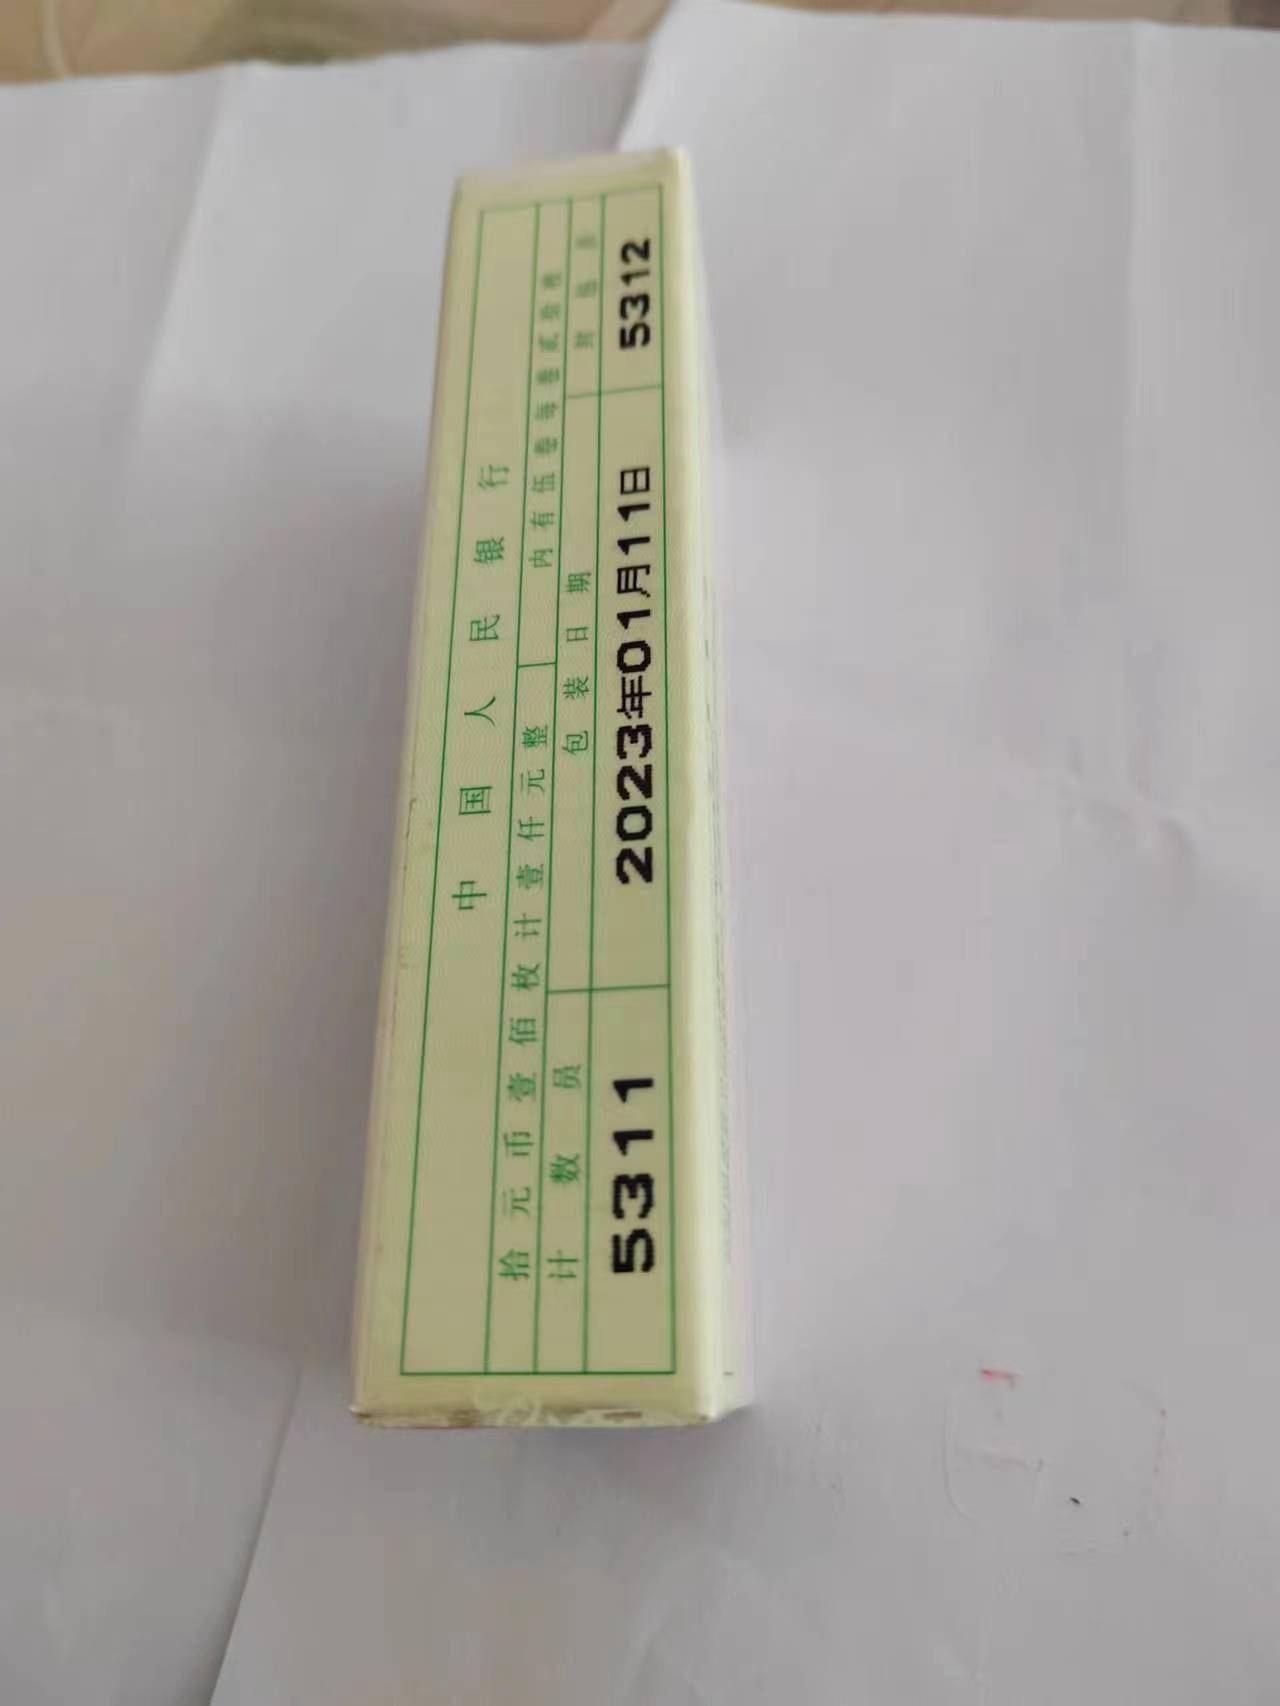 中国人民银行
拾元币壹佰枚计壹仟元整 内有伍卷每卷贰拾枚
计数员 包装日期 封装员
5311 2023年01月11日 5312